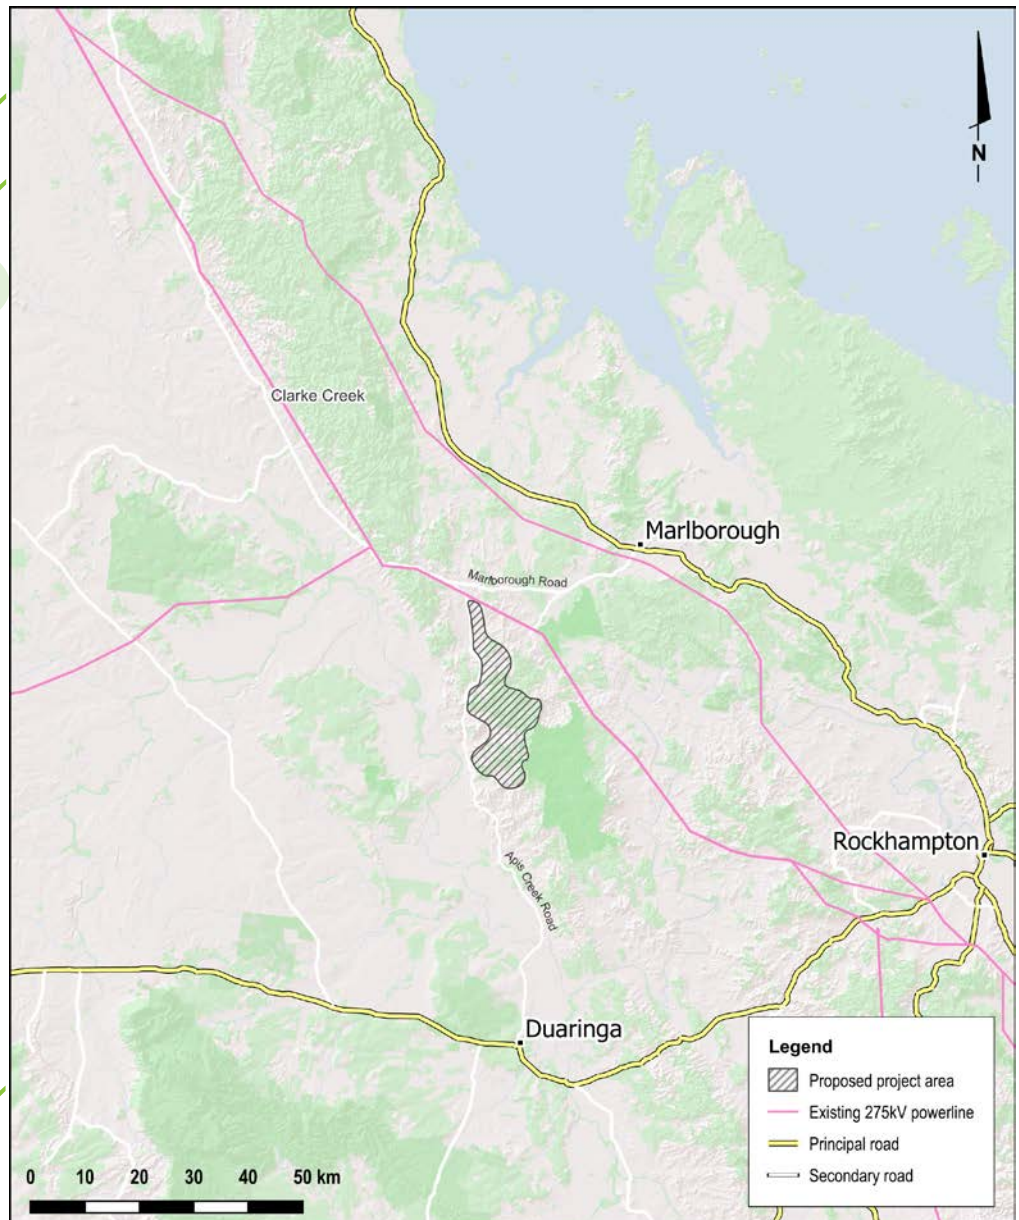 N
Clarke Creek
Marlborough
Marlborough Road
Rockhampton
Apis Creek Road
Duaringa
Legend
Proposed project area
Existing 275kV powerline
Principal road
Secondary road
0 10 20 30 40 50 km